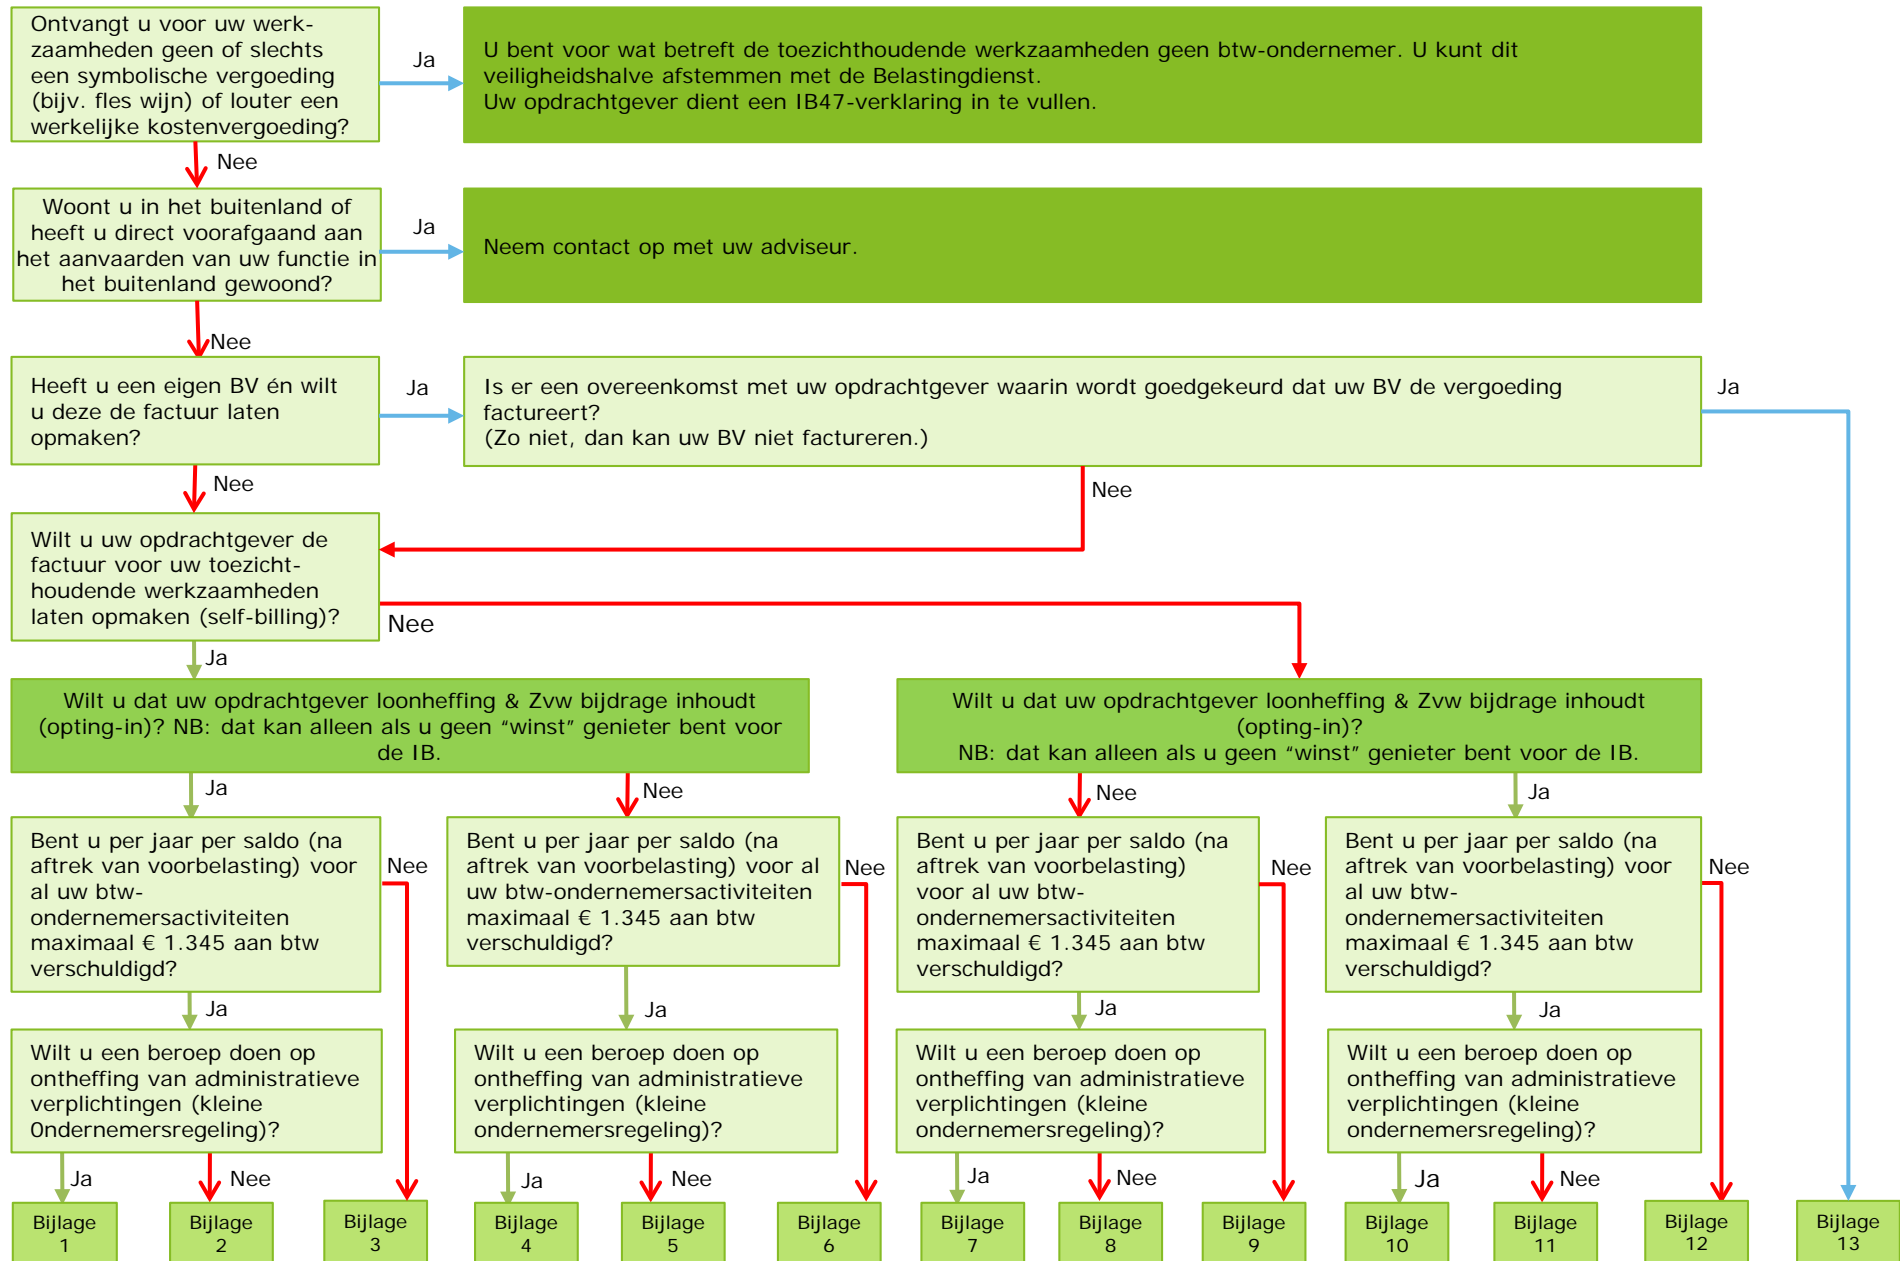 Ontvangt u voor uw werk-
zaamheden geen of slechts
een symbolische vergoeding
(bijv. fles wijn) of louter een
werkelijke kostenvergoeding?
Ja
U bent voor wat betreft de toezichthoudende werkzaamheden geen btw-ondernemer. U kunt dit
veiligheidshalve afstemmen met de Belastingdienst.
Uw opdrachtgever dient een IB47-verklaring in te vullen.
Nee
Woont u in het buitenland of
heeft u direct voorafgaand aan
het aanvaarden van uw functie in
het buitenland gewoond?
Ja
Neem contact op met uw adviseur.
Nee
Heeft u een eigen BV én wilt
u deze de factuur laten
opmaken?
Ja
Is er een overeenkomst met uw opdrachtgever waarin wordt goedgekeurd dat uw BV de vergoeding
factureert?
(Zo niet, dan kan uw BV niet factureren.)
Ja
Nee
Nee
Wilt u uw opdrachtgever de
factuur voor uw toezicht-
houdende werkzaamheden
laten opmaken (self-billing)?
Nee
Ja
Wilt u dat uw opdrachtgever loonheffing & Zvw bijdrage inhoudt
(opting-in)? NB: dat kan alleen als u geen “winst” genieter bent voor
de IB.
Wilt u dat uw opdrachtgever loonheffing & Zvw bijdrage inhoudt
(opting-in)?
NB: dat kan alleen als u geen “winst” genieter bent voor de IB.
Ja
Nee
Nee
Ja
Bent u per jaar per saldo (na
aftrek van voorbelasting) voor
al uw btw-
ondernemersactiviteiten
maximaal € 1.345 aan btw
verschuldigd?
Nee
Bent u per jaar per saldo (na
aftrek van voorbelasting) voor al
uw btw-ondernemersactiviteiten
maximaal € 1.345 aan btw
verschuldigd?
Nee
Bent u per jaar per saldo (na
aftrek van voorbelasting)
voor al uw btw-
ondernemersactiviteiten
maximaal € 1.345 aan btw
verschuldigd?
Nee
Bent u per jaar per saldo (na
aftrek van voorbelasting) voor
al uw btw-
ondernemersactiviteiten
maximaal € 1.345 aan btw
verschuldigd?
Nee
Ja
Ja
Ja
Ja
Wilt u een beroep doen op
ontheffing van administratieve
verplichtingen (kleine
0ndernemersregeling)?
Wilt u een beroep doen op
ontheffing van administratieve
verplichtingen (kleine
ondernemersregeling)?
Wilt u een beroep doen op
ontheffing van administratieve
verplichtingen (kleine
ondernemersregeling)?
Wilt u een beroep doen op
ontheffing van administratieve
verplichtingen (kleine
ondernemersregeling)?
Ja
Nee
Ja
Nee
Ja
Nee
Ja
Nee
Bijlage
1
Bijlage
2
Bijlage
3
Bijlage
4
Bijlage
5
Bijlage
6
Bijlage
7
Bijlage
8
Bijlage
9
Bijlage
10
Bijlage
11
Bijlage
12
Bijlage
13